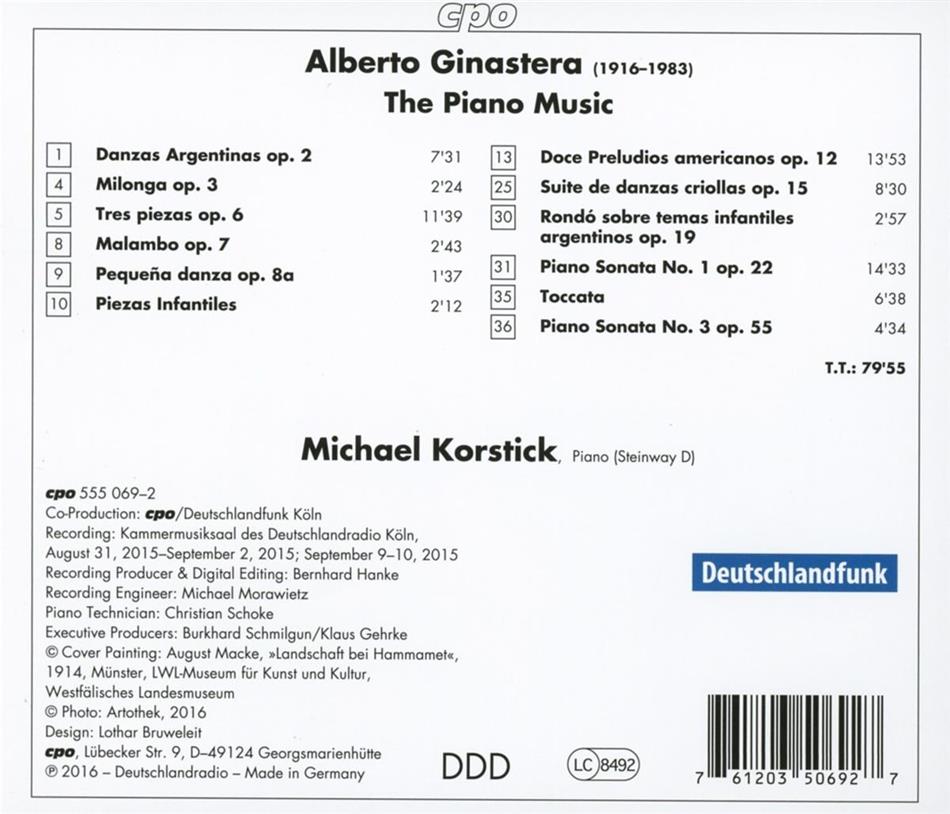 cpo
Alberto Ginastera (1916–1983)
The Piano Music
1 Danzas Argentinas op. 2 7'31
4 Milonga op. 3 2'24
5 Tres piezas op. 6 11'39
8 Malambo op. 7 2'43
9 Pequeña danza op. 8a 1'37
10 Piezas Infantiles 2'12
13 Doce Preludios americanos op. 12 13'53
25 Suite de danzas criollas op. 15 8'30
30 Rondó sobre temas infantiles 2'57
argentinos op. 19
31 Piano Sonata No. 1 op. 22 14'33
35 Toccata 6'38
36 Piano Sonata No. 3 op. 55 4'34
T.T.: 79'55
Michael Korstick, Piano (Steinway D)
cpo 555 069–2
Co-Production: cpo/Deutschlandfunk Köln
Recording: Kammermusiksaal des Deutschlandradio Köln,
August 31, 2015–September 2, 2015; September 9–10, 2015
Recording Producer & Digital Editing: Bernhard Hanke
Recording Engineer: Michael Morawietz
Piano Technician: Christian Schoke
Executive Producers: Burkhard Schmilgun/Klaus Gehrke
© Cover Painting: August Macke, »Landschaft bei Hammamet«,
1914, Münster, LWL-Museum für Kunst und Kultur,
Westfälisches Landesmuseum
© Photo: Artothek, 2016
Design: Lothar Bruweleit
cpo, Lübecker Str. 9, D–49124 Georgsmarienhütte
℗ 2016 – Deutschlandradio – Made in Germany
Deutschlandfunk
DDD
LC 8492
7 61203 50692 7